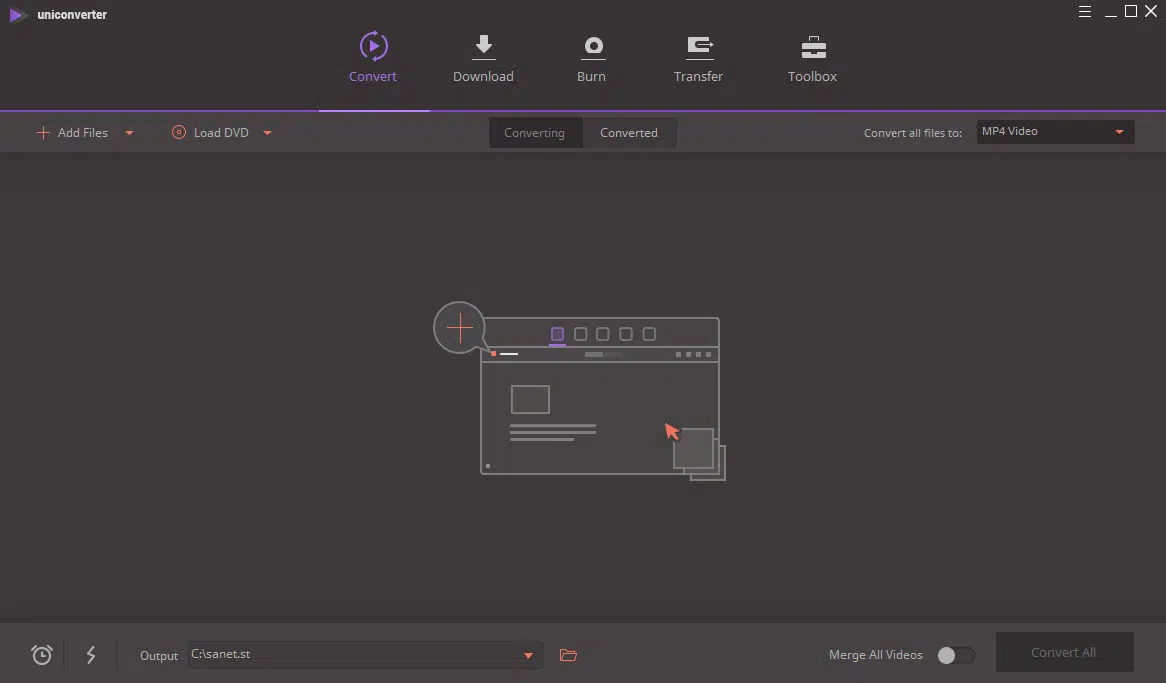 uniconverter
Convert
Download
Burn
Transfer
Toolbox
Add Files
Load DVD
Converting
Converted
Convert all files to:
MP4 Video
Output
C:\sanet.st
Merge All Videos
Convert All